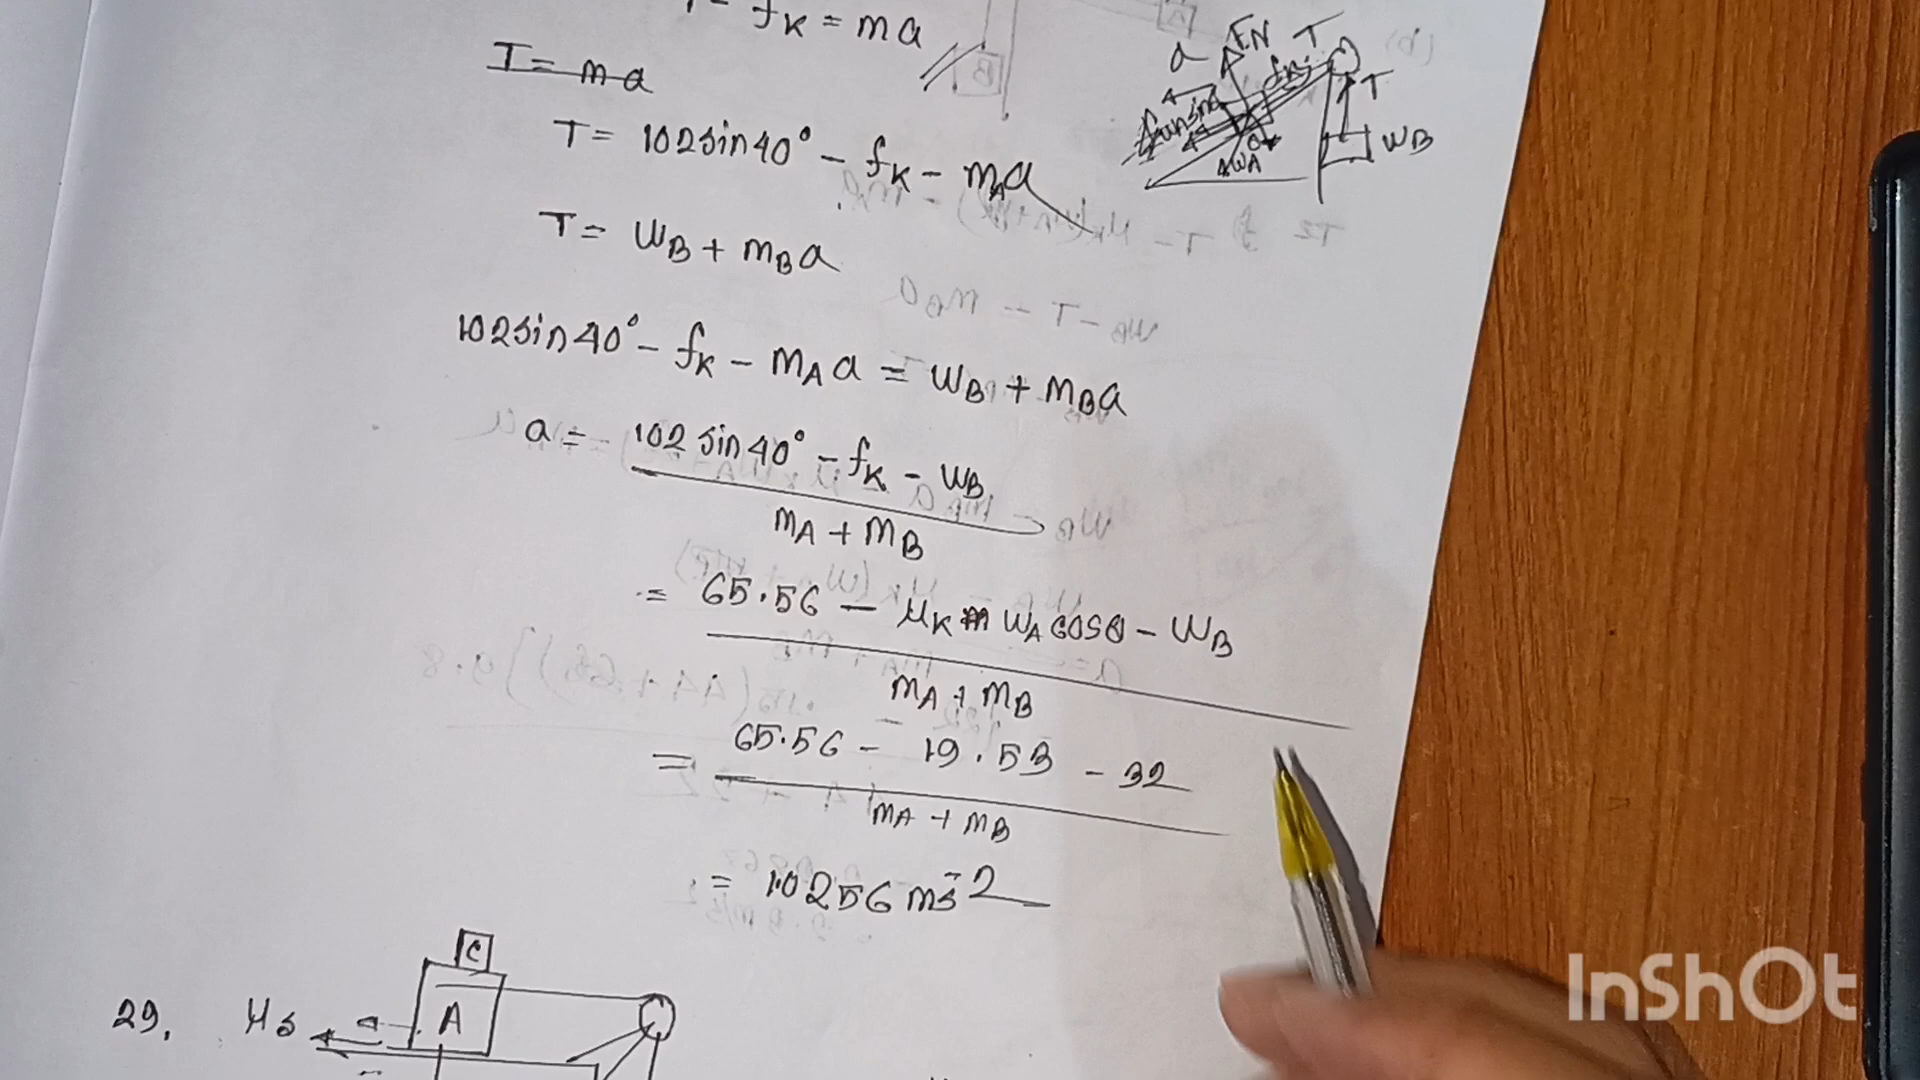 fK = ma
T = ma
T = 102sin40° - fK - mAa
T = WB + mBa
102sin40° - fK - mAa = WB + mBa
a = 102 sin40° - fK - WB
mA + mB
= 65.56 - μK WA cosθ - WB
mA + mB
= 65.56 - 19.53 - 32
mA + mB
= 10256 ms-2
a FN T
T
WB
WA
C
29. μs a A
InShOt